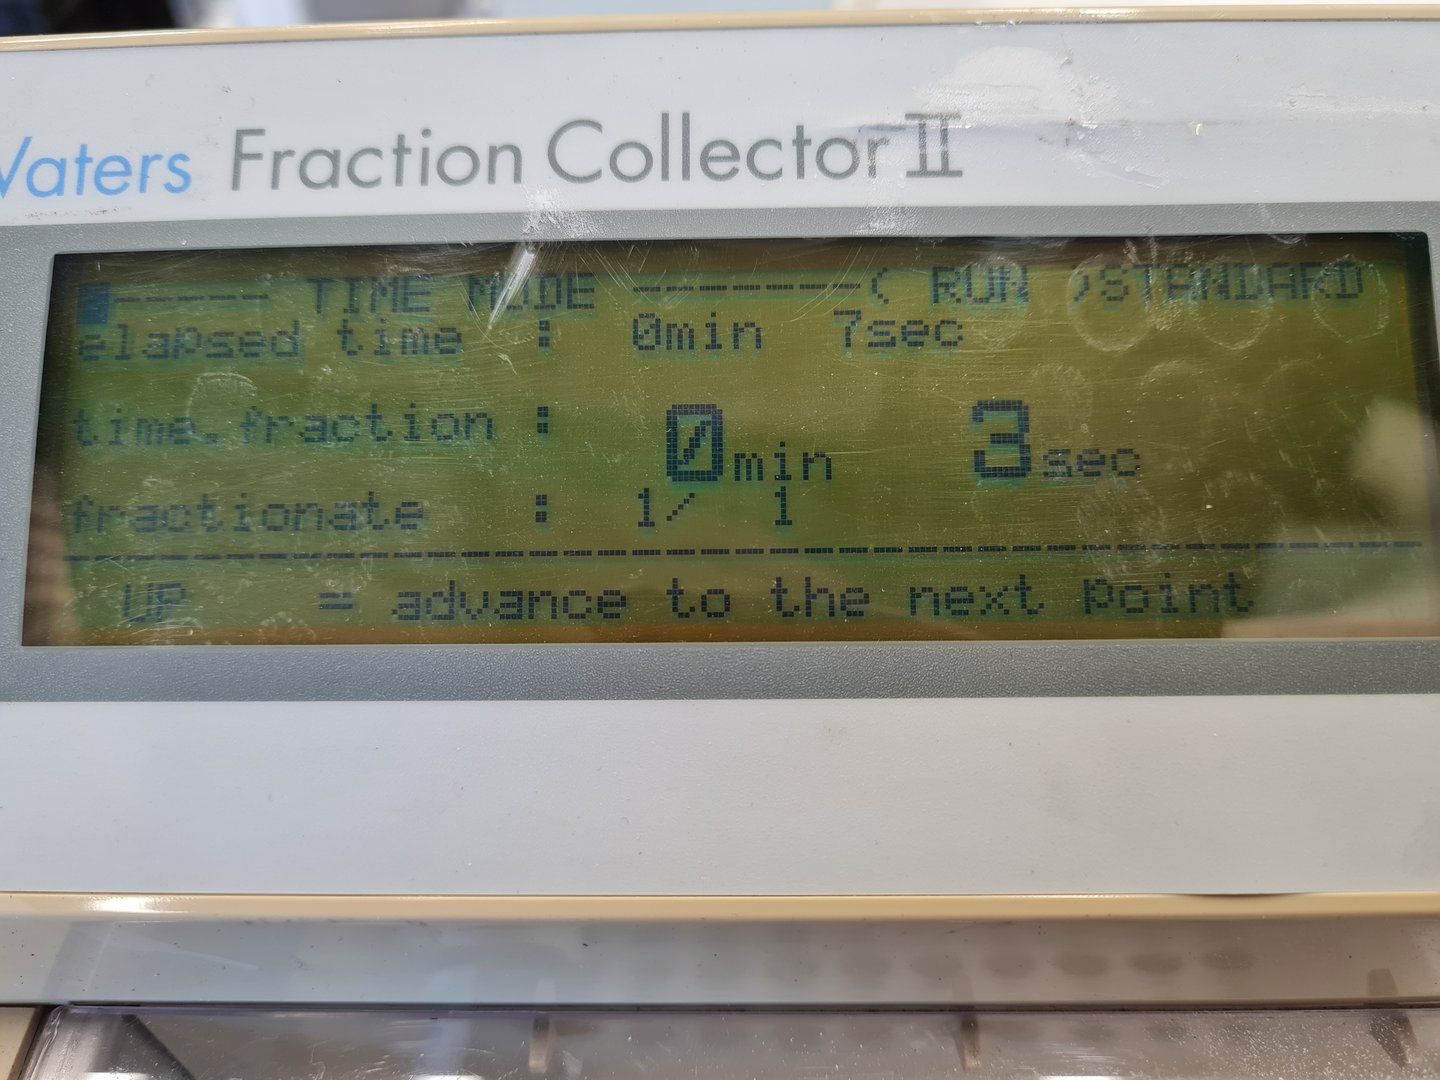 Waters Fraction Collector II
------ TIME MODE -------( RUN /STANDARD
elapsed time : 0min 7sec
time.fraction : 0min 3sec
fractionate : 1/ 1
----------------------------------------
UP = advance to the next point